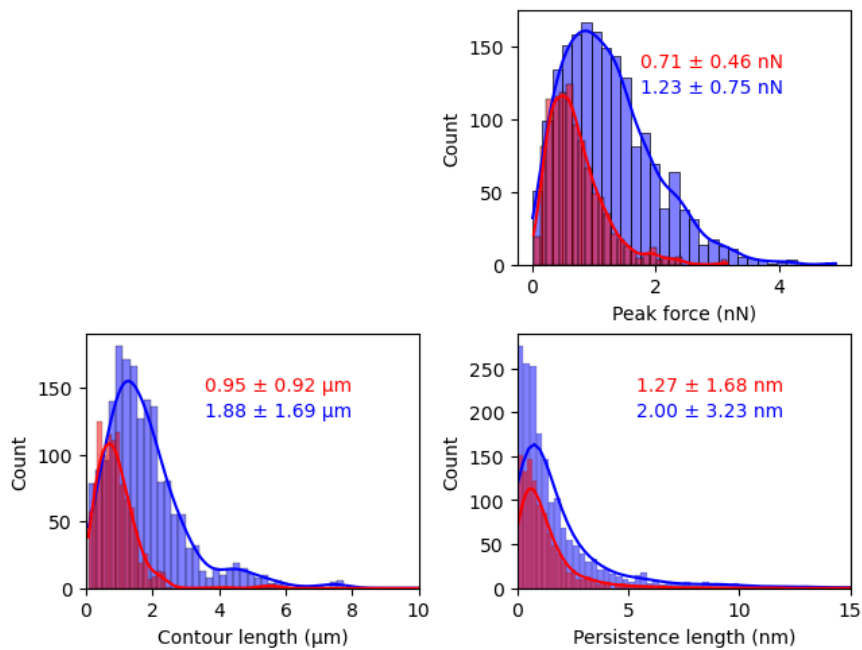 150
100
50
0
Count
0.71 ± 0.46 nN
1.23 ± 0.75 nN
0 2 4
Peak force (nN)
150
100
50
0
Count
0.95 ± 0.92 µm
1.88 ± 1.69 µm
0 2 4 6 8 10
Contour length (µm)
250
200
150
100
50
0
Count
1.27 ± 1.68 nm
2.00 ± 3.23 nm
0 5 10 15
Persistence length (nm)